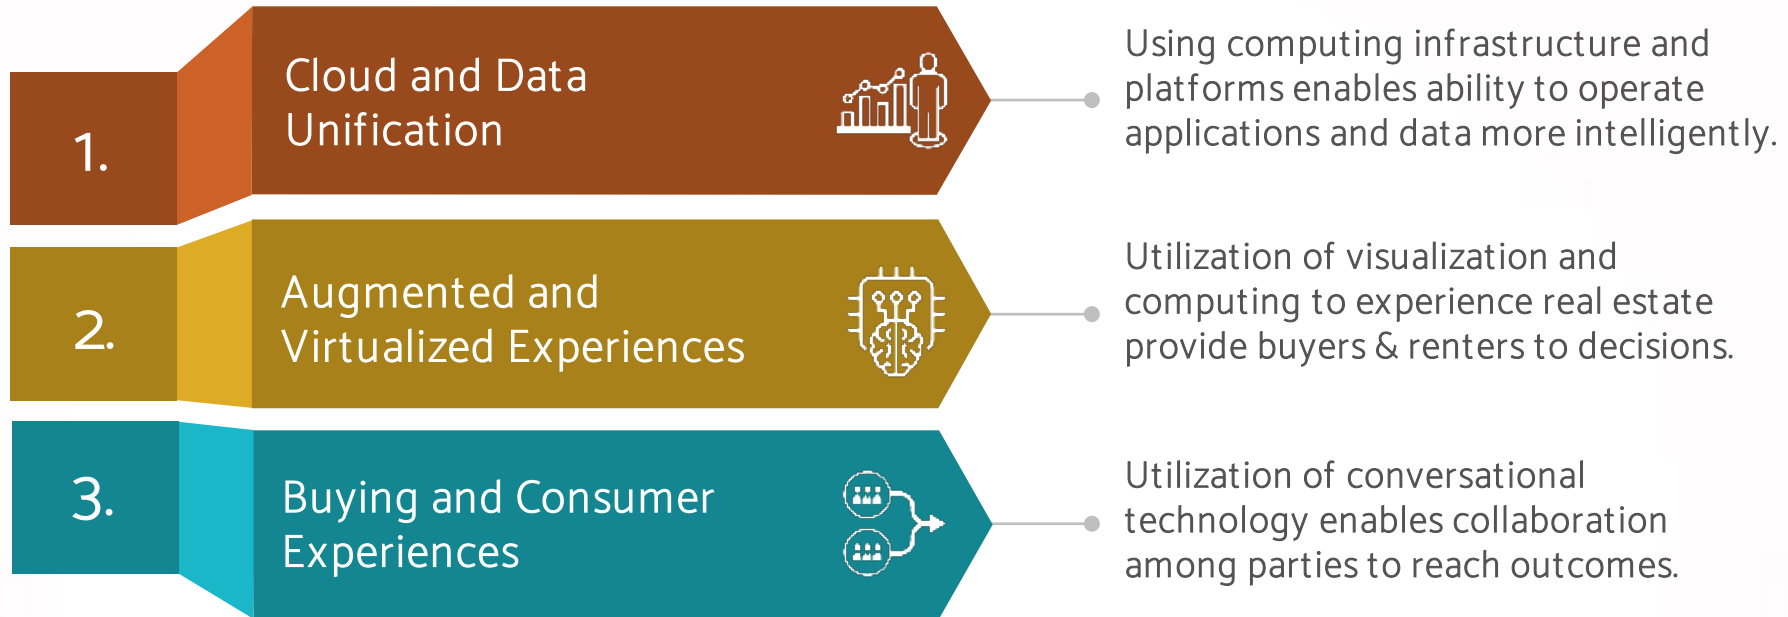 1.
Cloud and Data
Unification
Using computing infrastructure and
platforms enables ability to operate
applications and data more intelligently.
2.
Augmented and
Virtualized Experiences
Utilization of visualization and
computing to experience real estate
provide buyers & renters to decisions.
3.
Buying and Consumer
Experiences
Utilization of conversational
technology enables collaboration
among parties to reach outcomes.